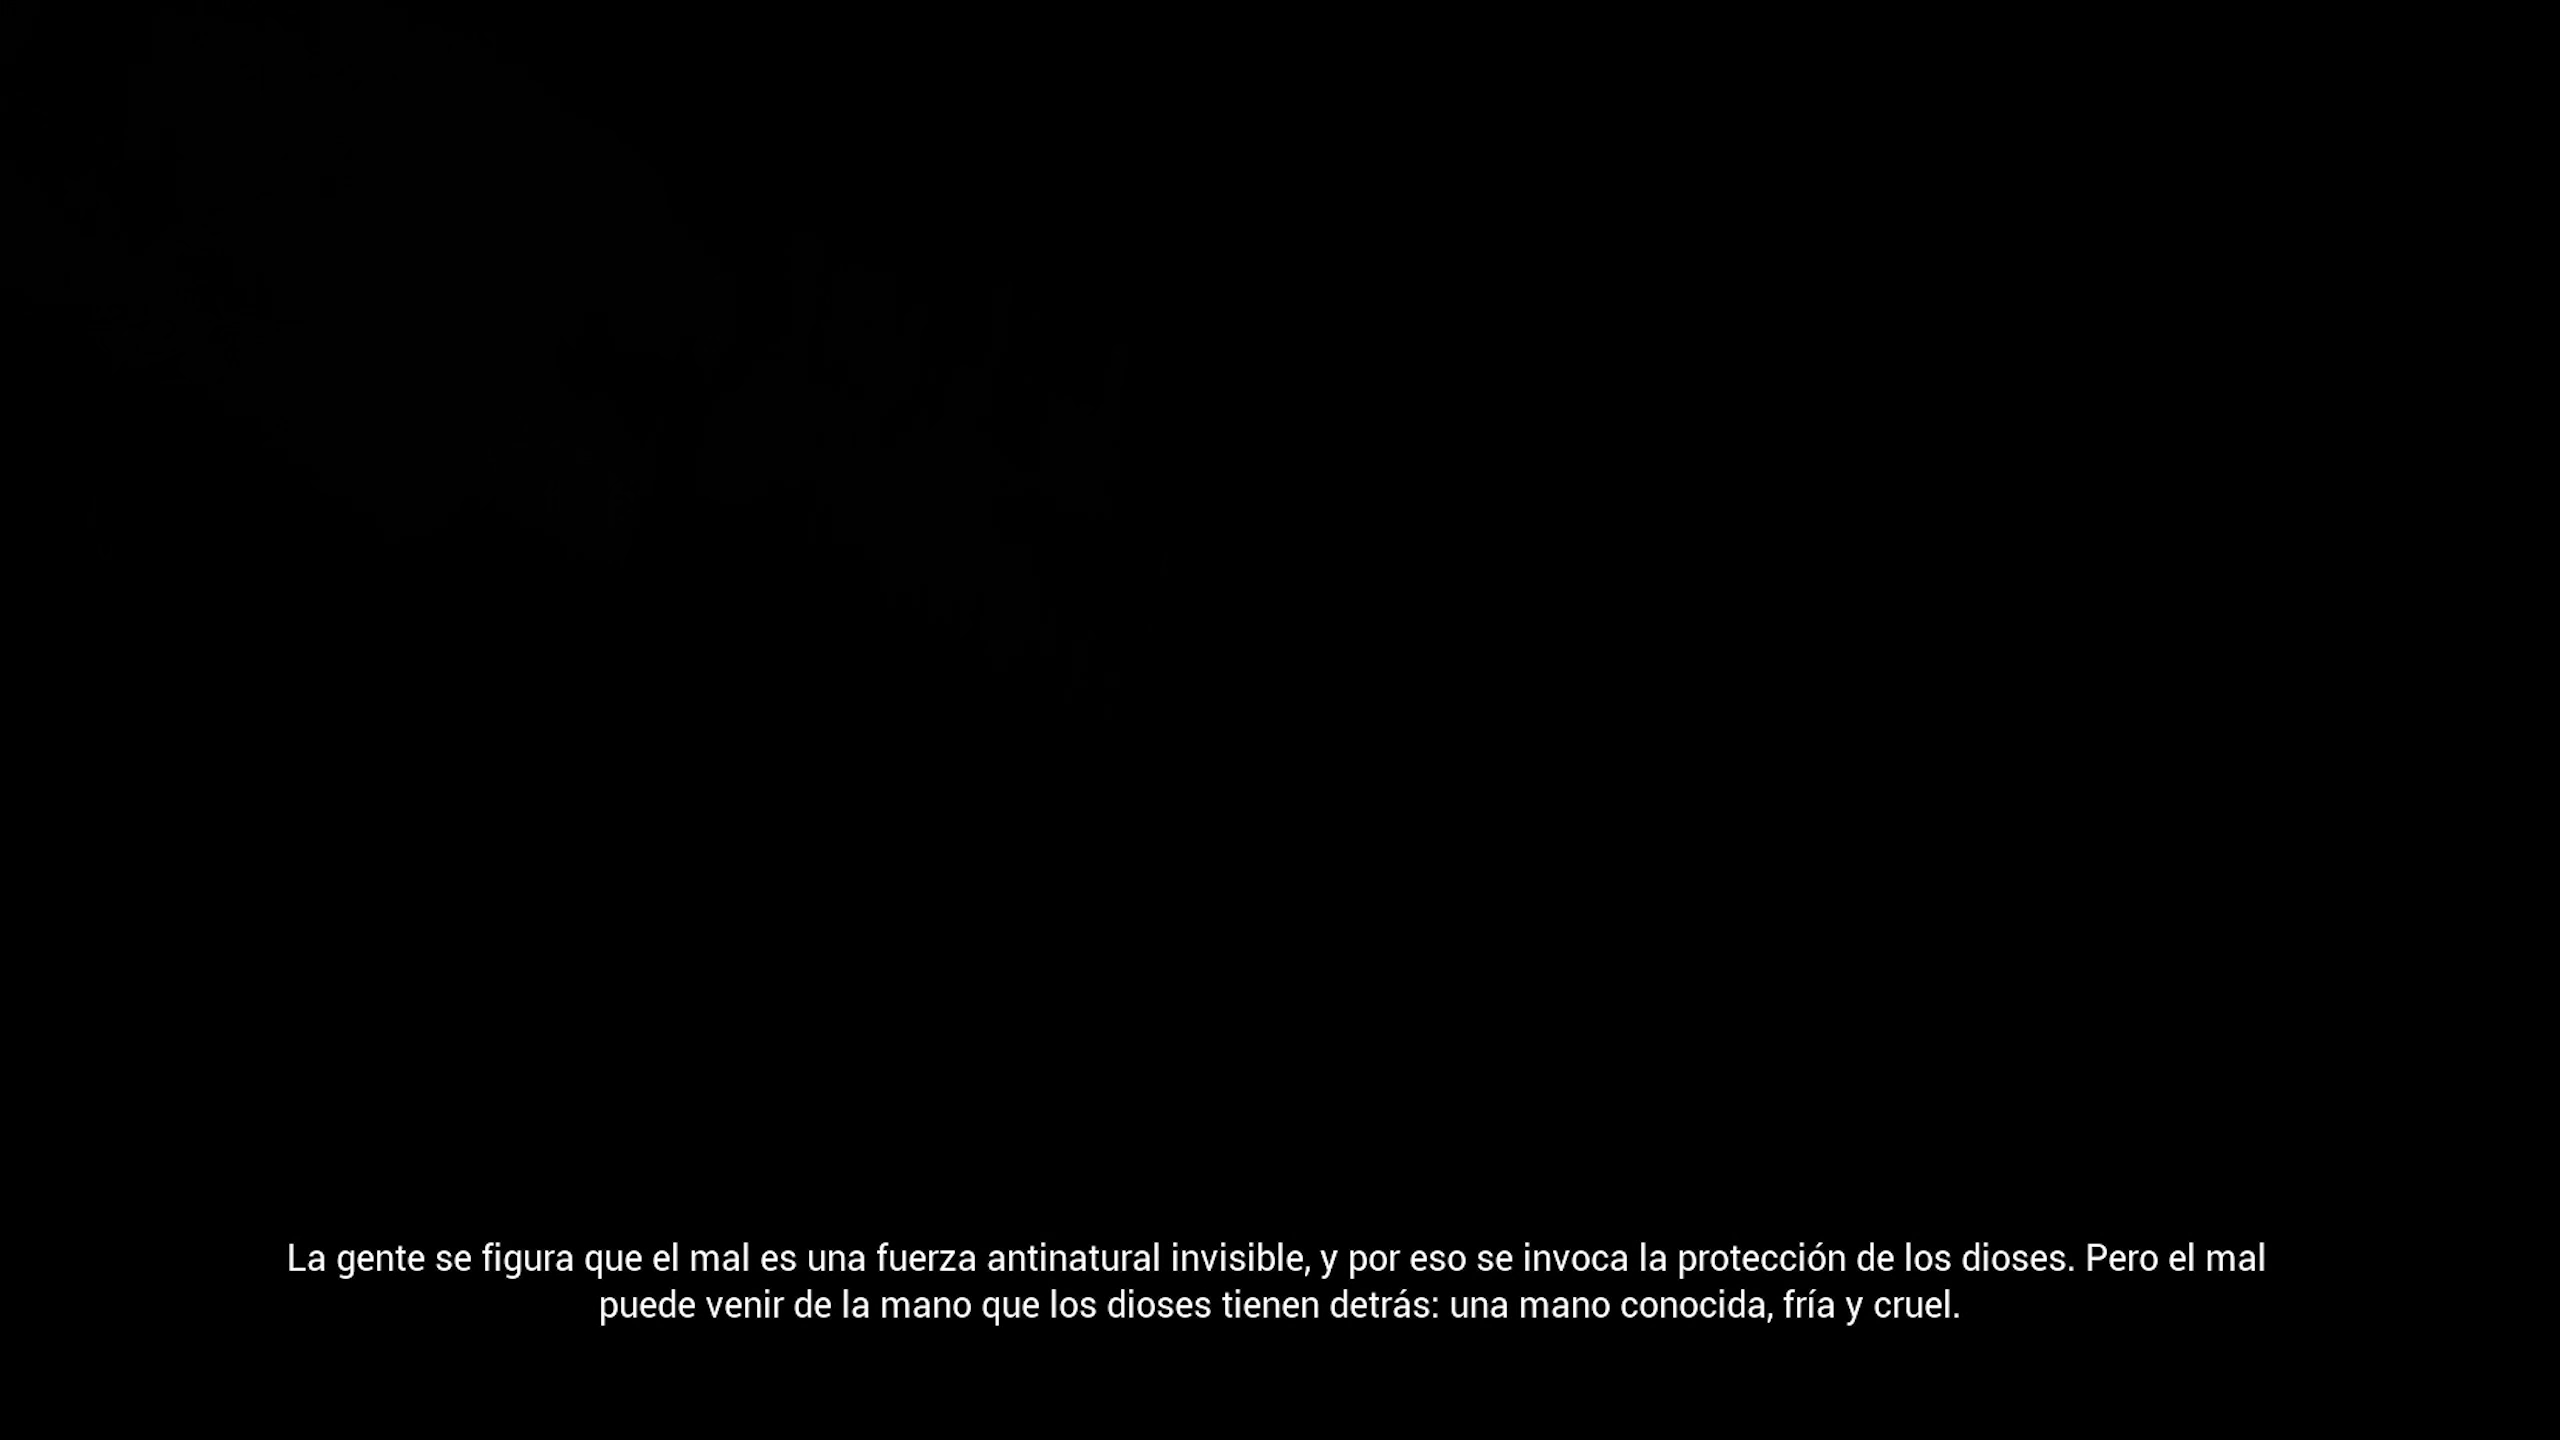 La gente se figura que el mal es una fuerza antinatural invisible, y por eso se invoca la protección de los dioses. Pero el mal
puede venir de la mano que los dioses tienen detrás: una mano conocida, fría y cruel.